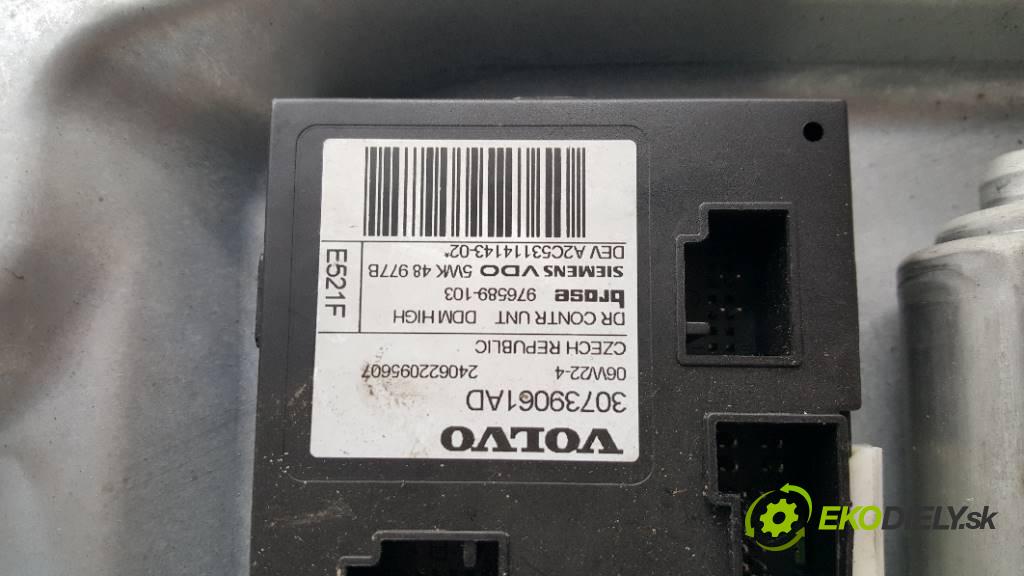 VOLVO
30739061AD
06W22-4 240622095607
CZECH REPUBLIC
DR CONTR UNT DDM HIGH
brose 976589-103
SIEMENS VDO 5WK 48 977B
DEV A2C53114143-02*
E521F
EKODIELY.sk